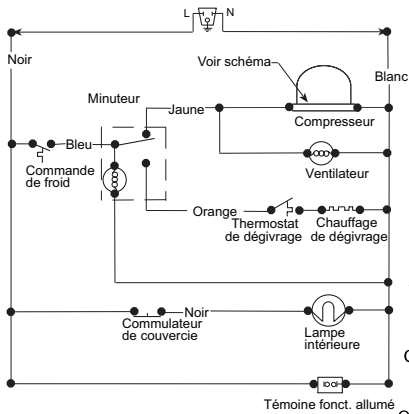 L N
Noir
Voir schéma
Blanc
Minuteur
Jaune
Compresseur
Bleu
Commande
de froid
Ventilateur
Orange
Thermostat
de dégivrage
Chauffage
de dégivrage
Noir
Commulateur
de couvercie
Lampe
intérieure
Témoine fonct. allumé